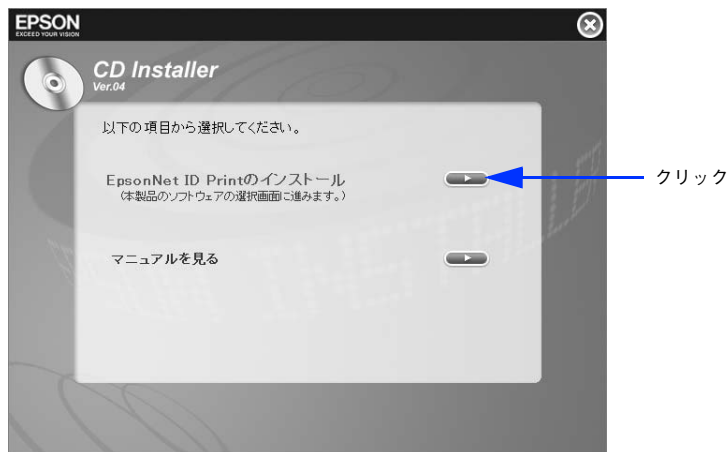 EPSON
EXCEED YOUR VISION
CD Installer
Ver.04
以下の項目から選択してください。
EpsonNet ID Printのインストール
(本製品のソフトウェアの選択画面に進みます。)
クリック
マニュアルを見る